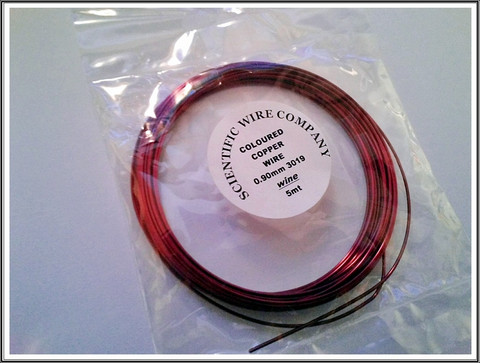 SCIENTIFIC WIRE COMPANY
COLOURED
COPPER
WIRE
0.90mm 3019
wine
5mt